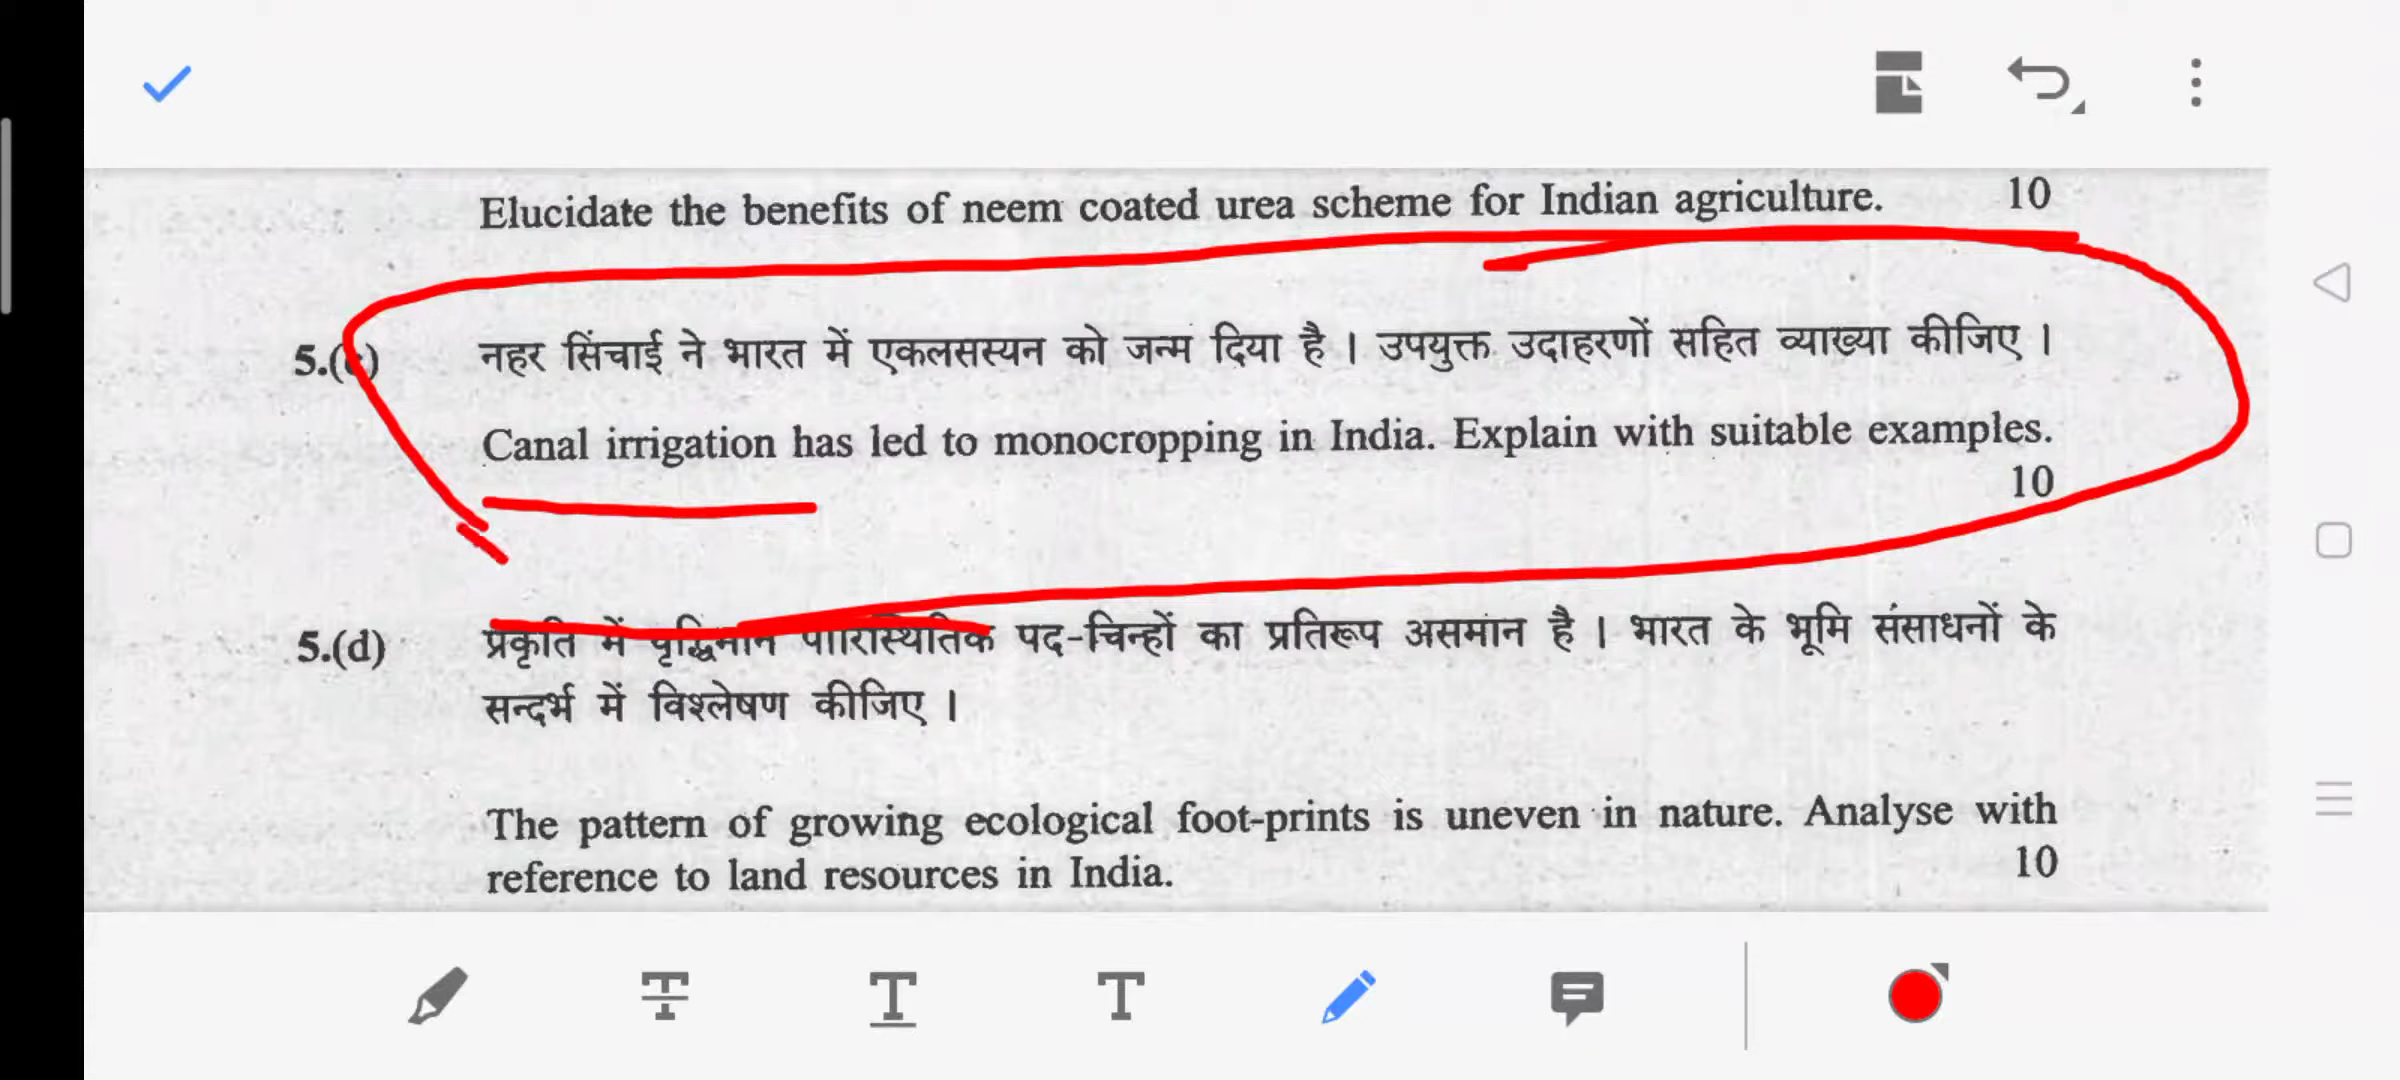 Elucidate the benefits of neem coated urea scheme for Indian agriculture. 10
5.(c) नहर सिंचाई ने भारत में एकलसस्यन को जन्म दिया है । उपयुक्त उदाहरणों सहित व्याख्या कीजिए ।
Canal irrigation has led to monocropping in India. Explain with suitable examples.
10
5.(d) प्रकृति में वृद्धिमान पारिस्थितिक पद-चिन्हों का प्रतिरूप असमान है । भारत के भूमि संसाधनों के
सन्दर्भ में विश्लेषण कीजिए ।
The pattern of growing ecological foot-prints is uneven in nature. Analyse with
reference to land resources in India. 10